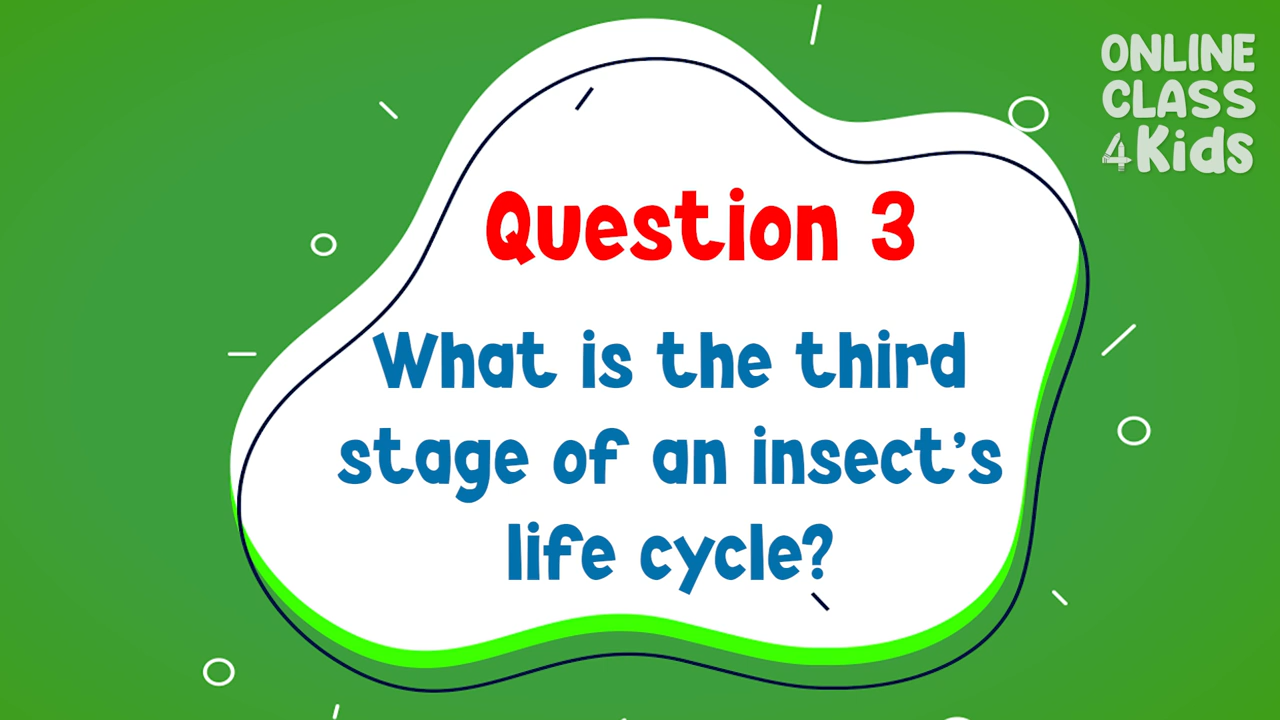 ONLINE
CLASS
4Kids
Question 3
What is the third
stage of an insect's
life cycle?